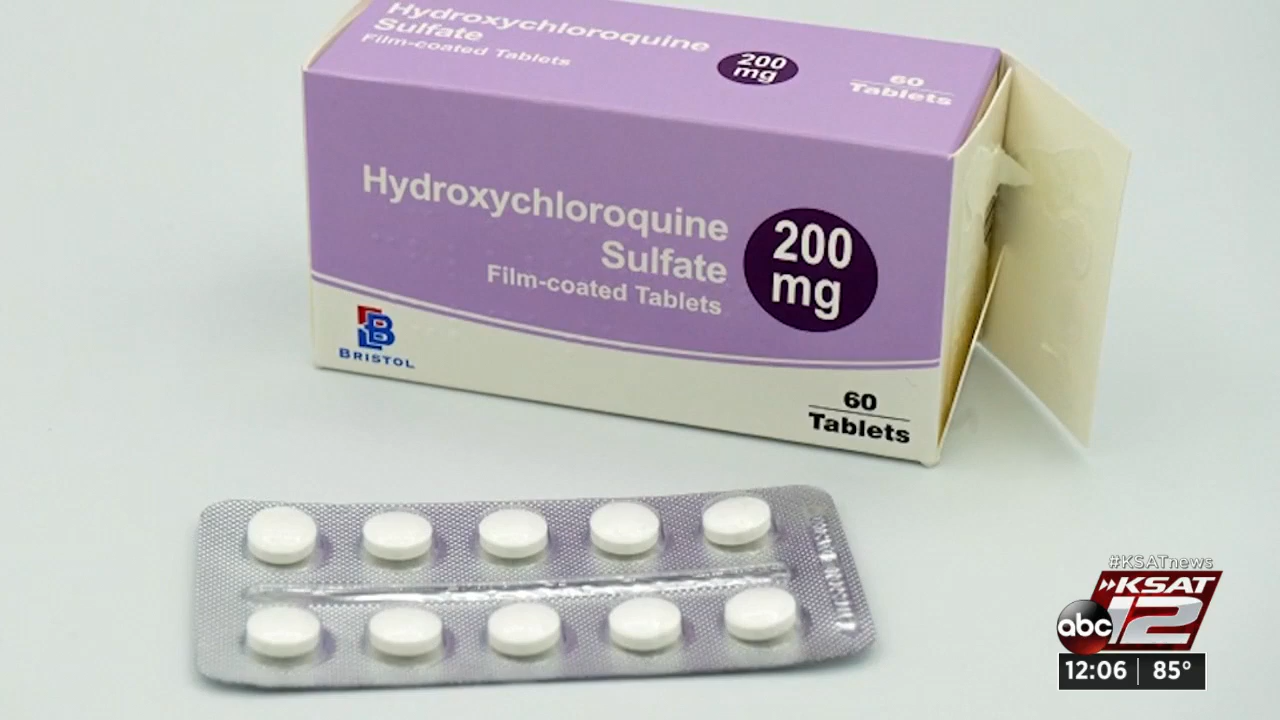 Hydroxychloroquine
Sulfate
Film-coated Tablets
200
mg
60
Tablets
Hydroxychloroquine
Sulfate
Film-coated Tablets
200
mg
BRISTOL
60
Tablets
#KSATnews
KSAT
abc
12
12:06
85°